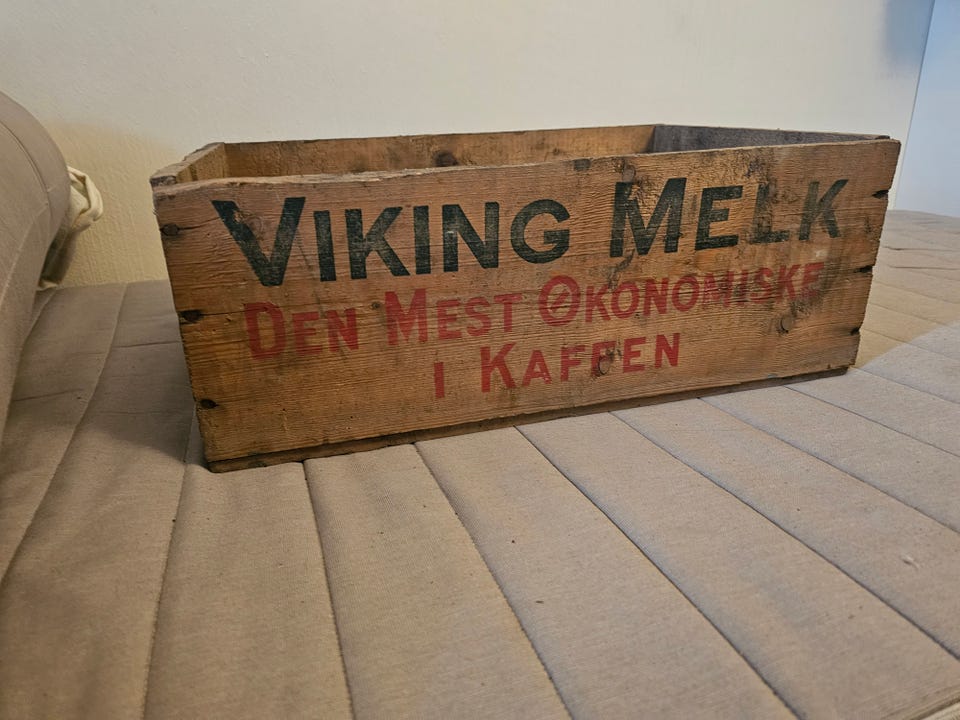 VIKING MELK
DEN MEST ØKONOMISKE
I KAFFEN